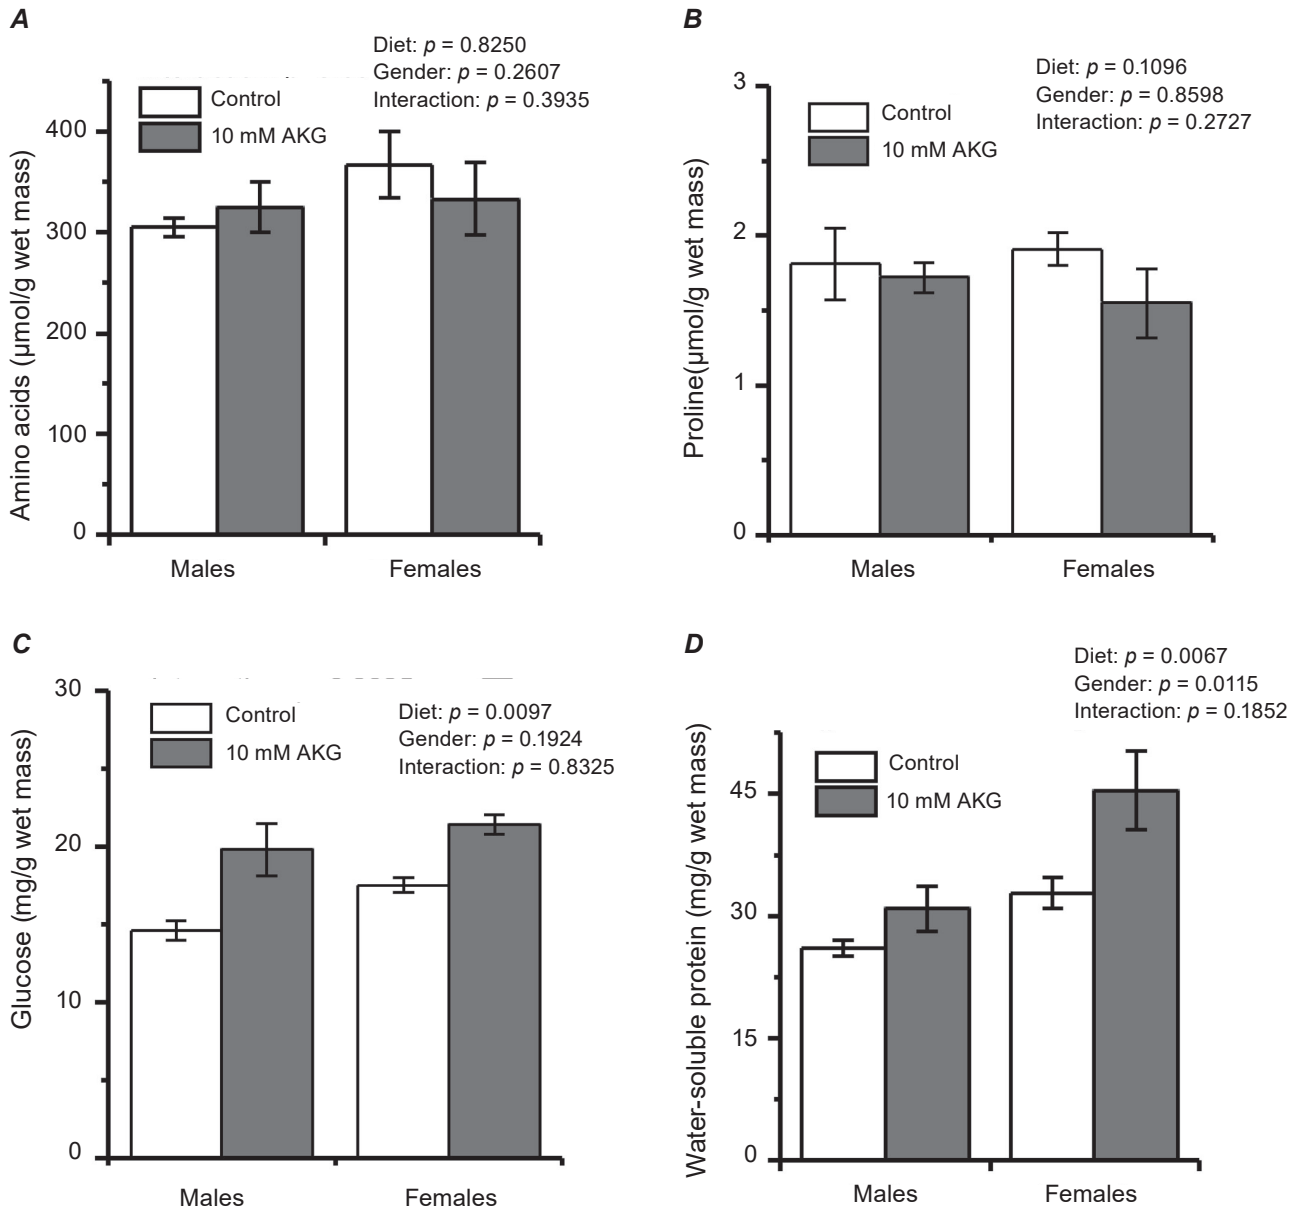 A
Diet: p = 0.8250
Gender: p = 0.2607
Interaction: p = 0.3935
Control
10 mM AKG
Amino acids (µmol/g wet mass)
400
300
200
100
0
Males
Females
B
Diet: p = 0.1096
Gender: p = 0.8598
Interaction: p = 0.2727
Control
10 mM AKG
Proline(µmol/g wet mass)
3
2
1
0
Males
Females
C
Diet: p = 0.0097
Gender: p = 0.1924
Interaction: p = 0.8325
Control
10 mM AKG
Glucose (mg/g wet mass)
30
20
10
0
Males
Females
D
Diet: p = 0.0067
Gender: p = 0.0115
Interaction: p = 0.1852
Control
10 mM AKG
Water-soluble protein (mg/g wet mass)
45
30
15
0
Males
Females